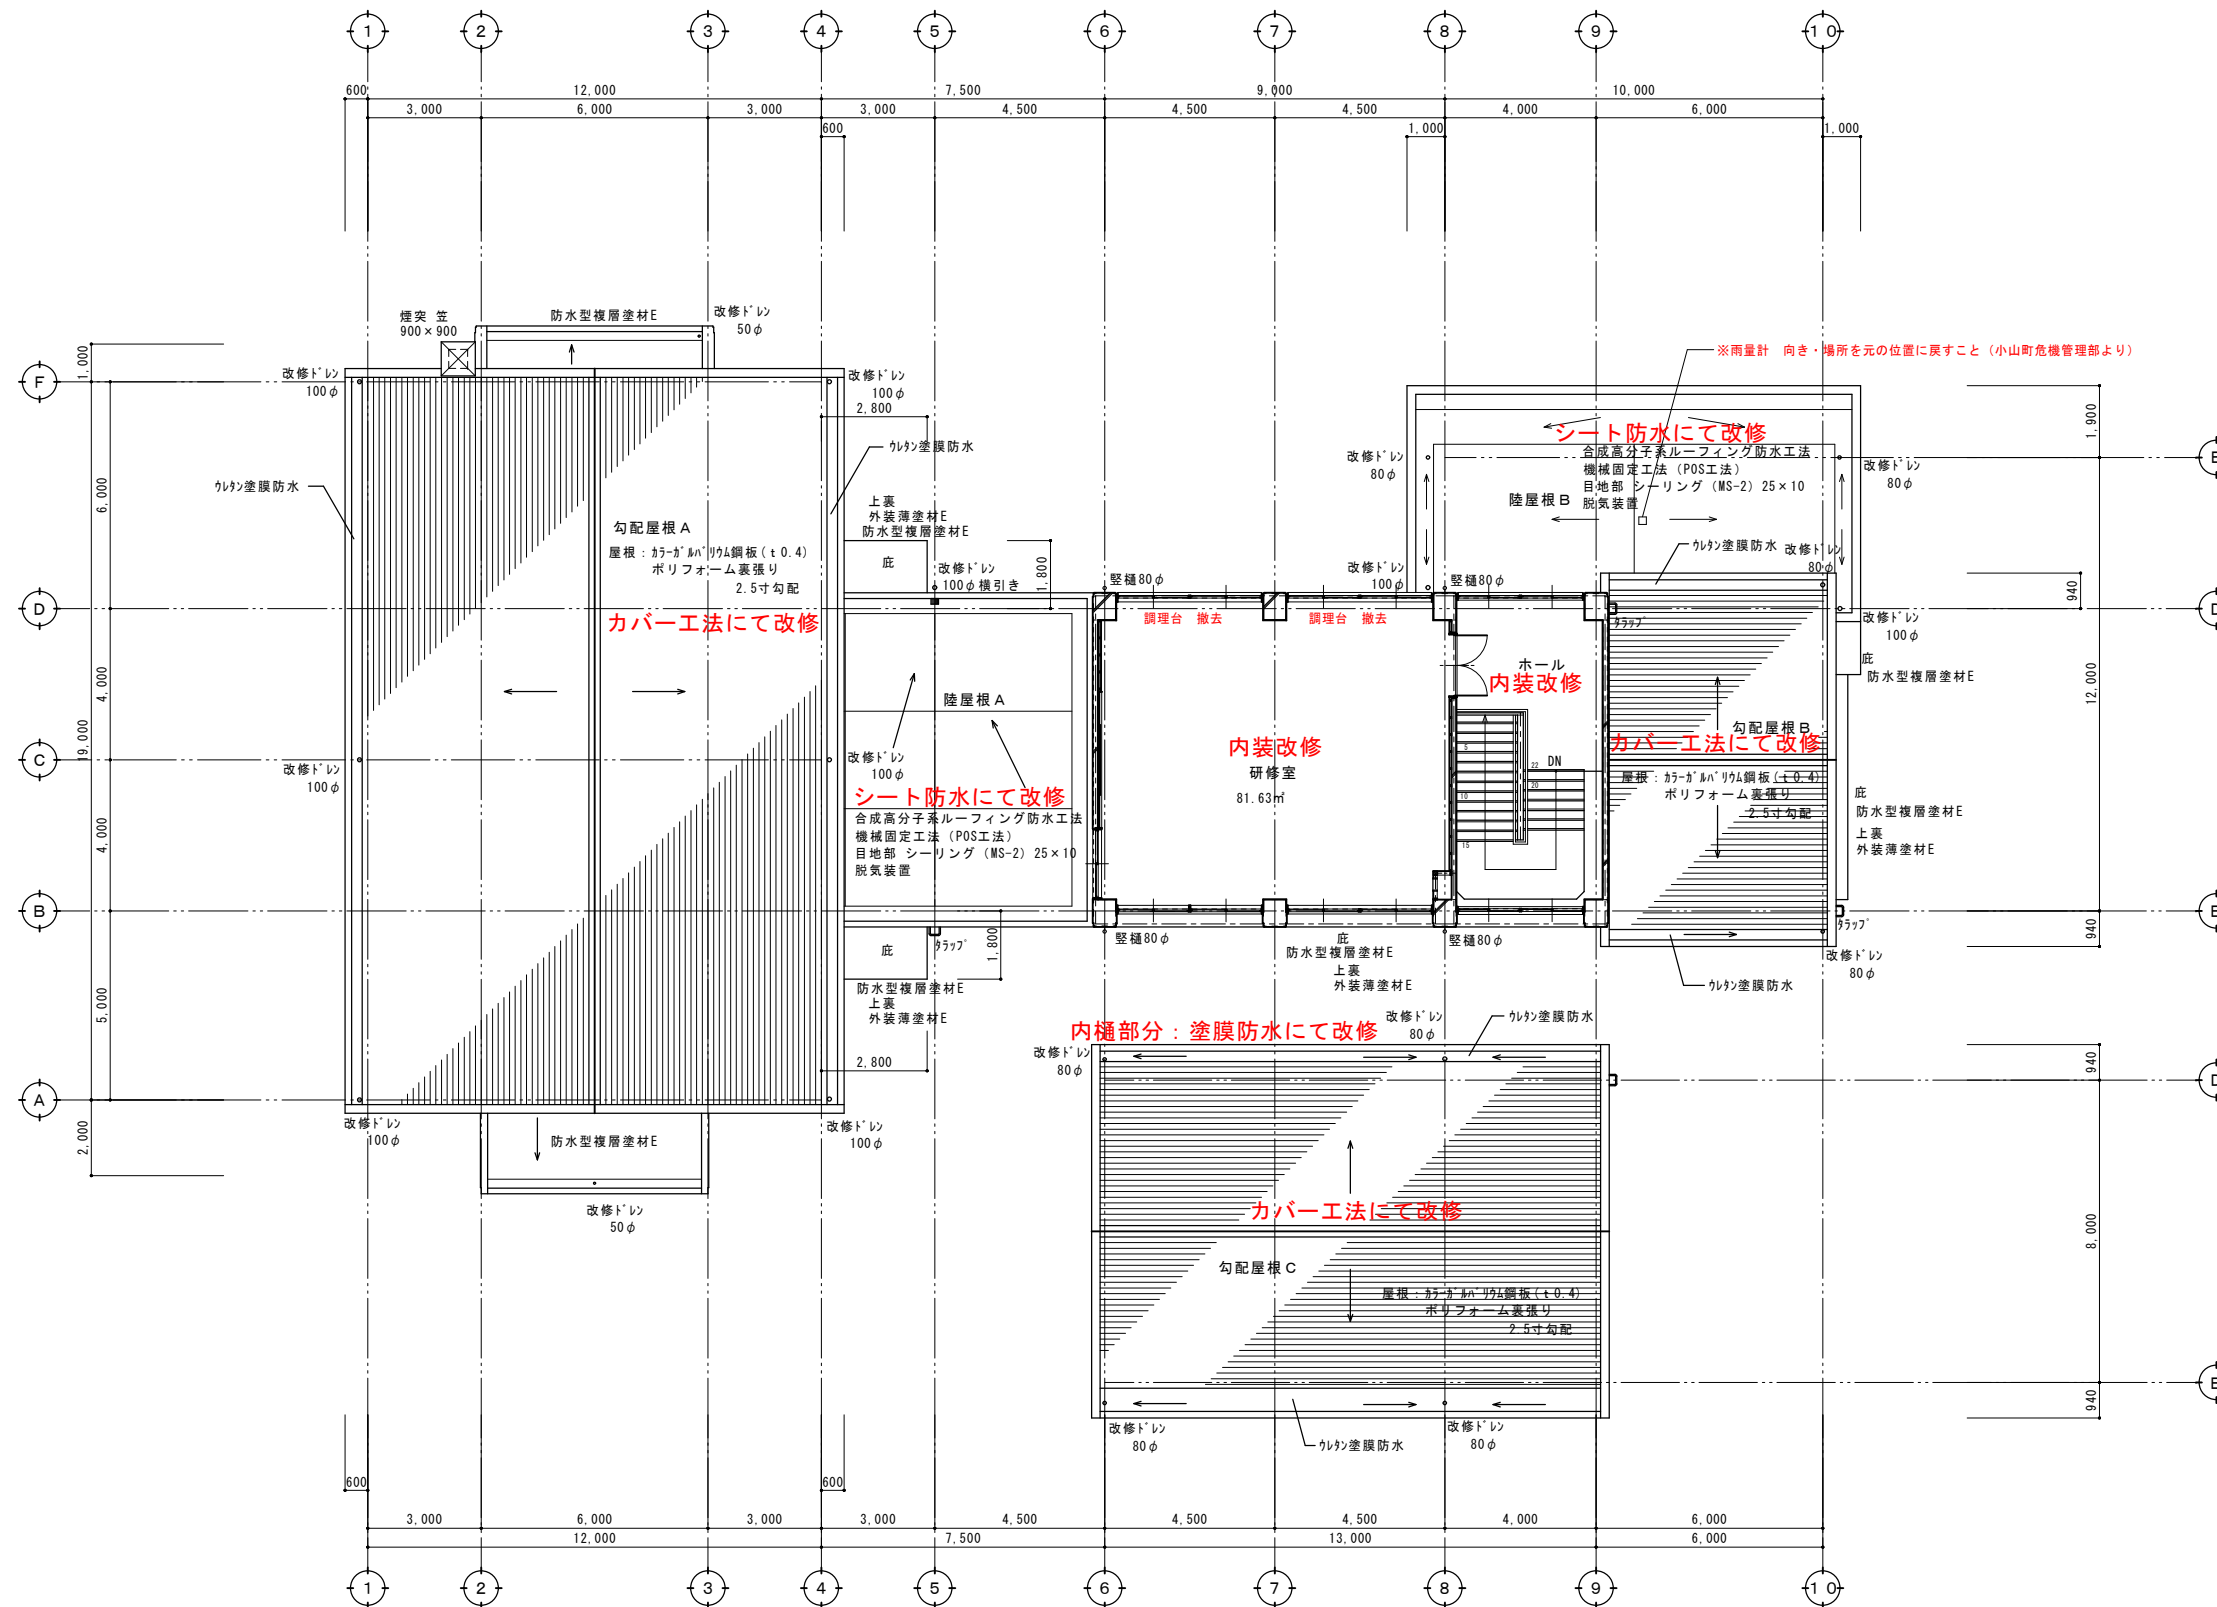 1 2 3 4 5 6 7 8 9 10
600 12,000 7,500 9,000 10,000
3,000 6,000 3,000 3,000 4,500 4,500 4,500 4,000 6,000
600 1,000 1,000
煙突 笠
900×900
防水型複層塗材E
改修ﾄﾞﾚﾝ
50φ
1,000
F
改修ﾄﾞﾚﾝ
100φ
改修ﾄﾞﾚﾝ
100φ
2,800
※雨量計　向き・場所を元の位置に戻すこと（小山町危機管理部より）
シート防水にて改修
合成高分子系ルーフィング防水工法
機械固定工法（POS工法）
目地部 シーリング（MS-2）25×10
脱気装置
陸屋根B
改修ﾄﾞﾚﾝ
80φ
改修ﾄﾞﾚﾝ
80φ
1,900
6,000
ｳﾚﾀﾝ塗膜防水
ｳﾚﾀﾝ塗膜防水
上裏
外装薄塗材E
防水型複層塗材E
庇
勾配屋根A
屋根：ｶﾗｰｶﾞﾙﾊﾞﾘｳﾑ鋼板(ｔ0.4)
ポリフォーム裏張り
2.5寸勾配
カバー工法にて改修
改修ﾄﾞﾚﾝ
100φ横引き
1,800
竪樋80φ
改修ﾄﾞﾚﾝ
100φ
竪樋80φ
ｳﾚﾀﾝ塗膜防水
改修ﾄﾞﾚﾝ
80φ
940
D
D
調理台　撤去
調理台　撤去
ﾀﾗｯﾌﾟ
改修ﾄﾞﾚﾝ
100φ
庇
防水型複層塗材E
ホール
内装改修
4,000
19,000
12,000
陸屋根A
勾配屋根B
カバー工法にて改修
屋根：ｶﾗｰｶﾞﾙﾊﾞﾘｳﾑ鋼板(ｔ0.4)
ポリフォーム裏張り
2.5寸勾配
内装改修
研修室
81.63㎡
DN
5
10
15
22
20
C
改修ﾄﾞﾚﾝ
100φ
改修ﾄﾞﾚﾝ
100φ
シート防水にて改修
合成高分子系ルーフィング防水工法
機械固定工法（POS工法）
目地部 シーリング（MS-2）25×10
脱気装置
庇
防水型複層塗材E
上裏
外装薄塗材E
4,000
B
庇
ﾀﾗｯﾌﾟ
1,800
竪樋80φ
庇
防水型複層塗材E
上裏
外装薄塗材E
竪樋80φ
ﾀﾗｯﾌﾟ
940
改修ﾄﾞﾚﾝ
80φ
ｳﾚﾀﾝ塗膜防水
防水型複層塗材E
上裏
外装薄塗材E
5,000
2,800
内樋部分：塗膜防水にて改修
改修ﾄﾞﾚﾝ
80φ
ｳﾚﾀﾝ塗膜防水
改修ﾄﾞﾚﾝ
80φ
940
D
A
改修ﾄﾞﾚﾝ
100φ
改修ﾄﾞﾚﾝ
100φ
2,000
防水型複層塗材E
改修ﾄﾞﾚﾝ
50φ
カバー工法にて改修
勾配屋根C
屋根：ｶﾗｰｶﾞﾙﾊﾞﾘｳﾑ鋼板(ｔ0.4)
ポリフォーム裏張り
2.5寸勾配
8,000
940
改修ﾄﾞﾚﾝ
80φ
ｳﾚﾀﾝ塗膜防水
改修ﾄﾞﾚﾝ
80φ
600 600
3,000 6,000 3,000 3,000 4,500 4,500 4,500 4,000 6,000
12,000 7,500 13,000 6,000
1 2 3 4 5 6 7 8 9 10